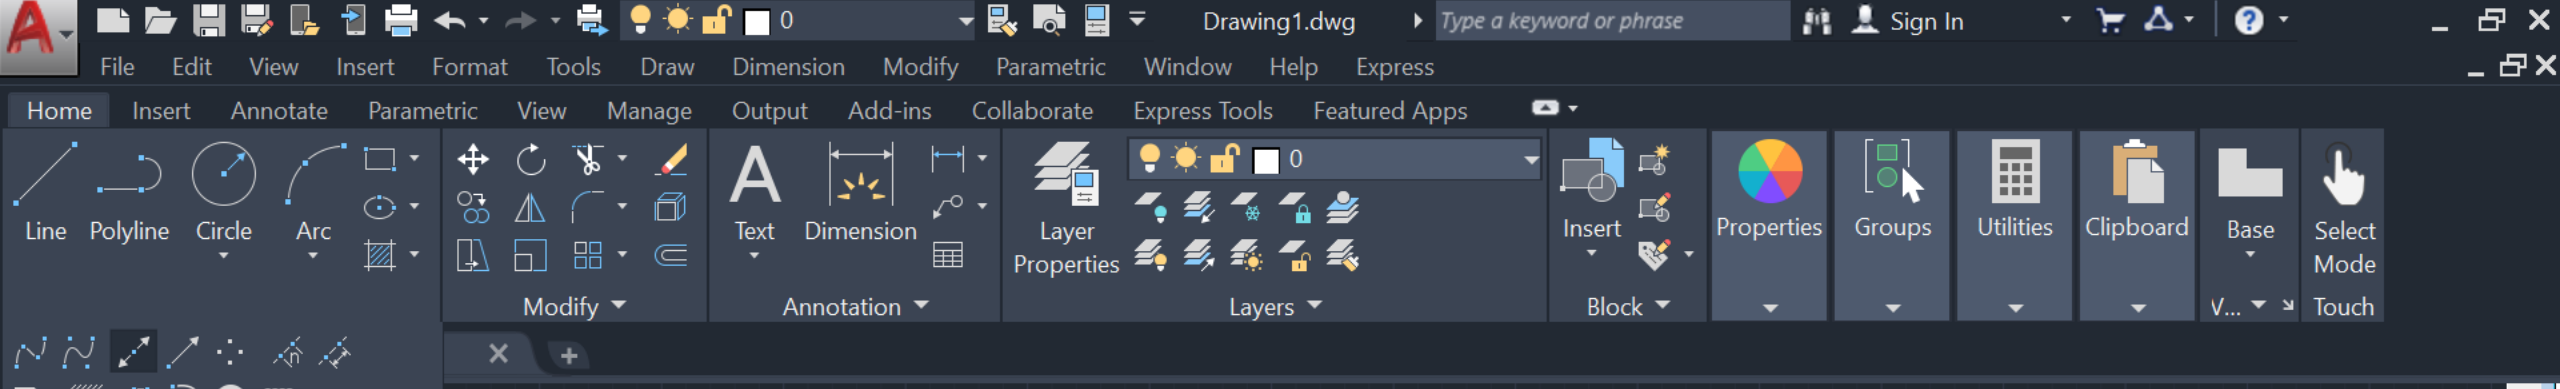 0 Drawing1.dwg Type a keyword or phrase Sign In
File Edit View Insert Format Tools Draw Dimension Modify Parametric Window Help Express
Home Insert Annotate Parametric View Manage Output Add-ins Collaborate Express Tools Featured Apps
0
Line Polyline Circle Arc Text Dimension Layer Properties Insert Properties Groups Utilities Clipboard Base Select Mode
Modify Annotation Layers Block V... Touch